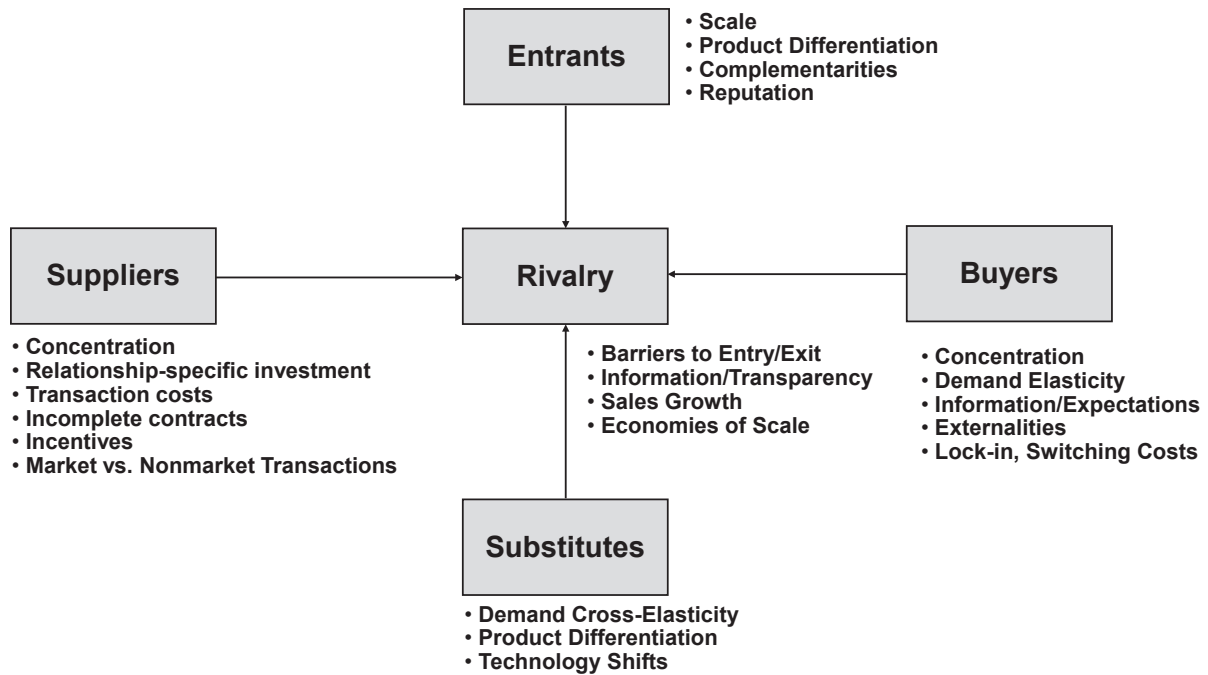 Entrants
• Scale
• Product Differentiation
• Complementarities
• Reputation
Suppliers
• Concentration
• Relationship-specific investment
• Transaction costs
• Incomplete contracts
• Incentives
• Market vs. Nonmarket Transactions
Rivalry
• Barriers to Entry/Exit
• Information/Transparency
• Sales Growth
• Economies of Scale
Buyers
• Concentration
• Demand Elasticity
• Information/Expectations
• Externalities
• Lock-in, Switching Costs
Substitutes
• Demand Cross-Elasticity
• Product Differentiation
• Technology Shifts